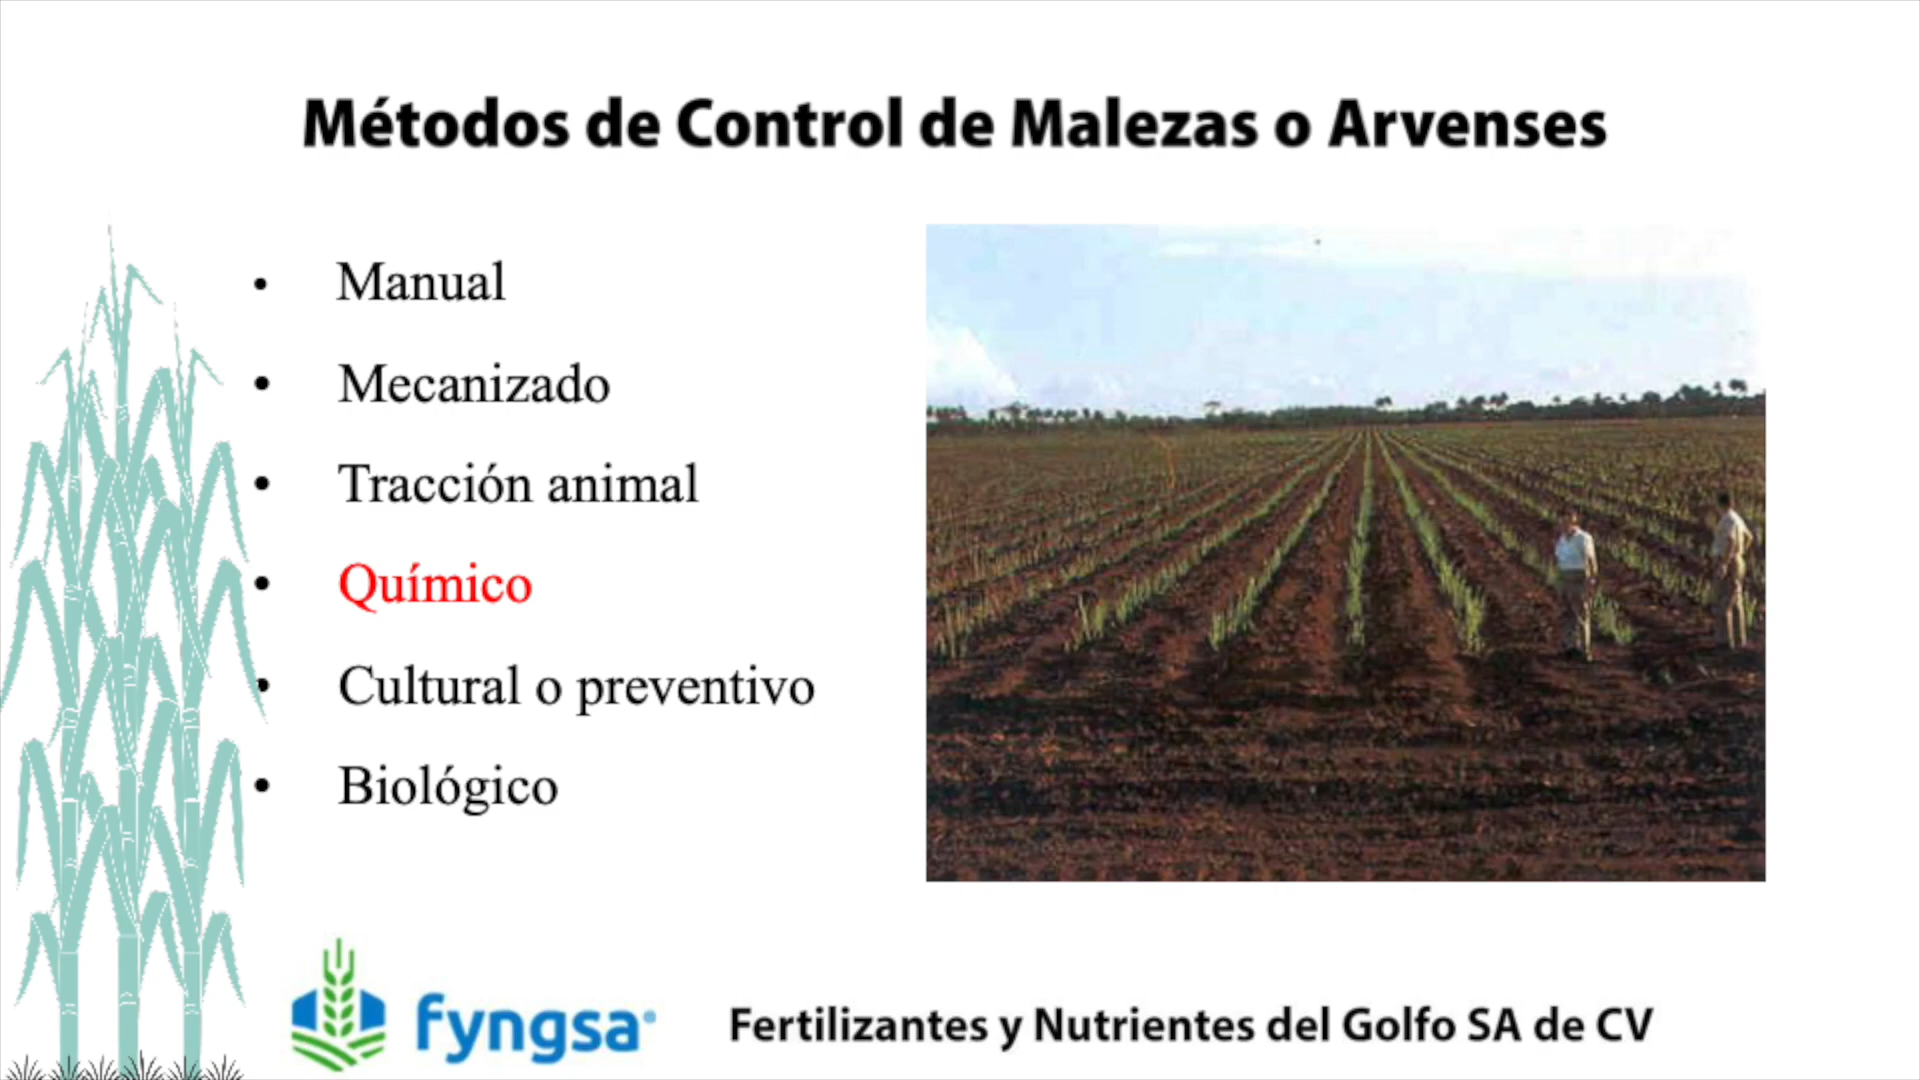 Métodos de Control de Malezas o Arvenses
• Manual
• Mecanizado
• Tracción animal
• Químico
• Cultural o preventivo
• Biológico
fyngsa
Fertilizantes y Nutrientes del Golfo SA de CV